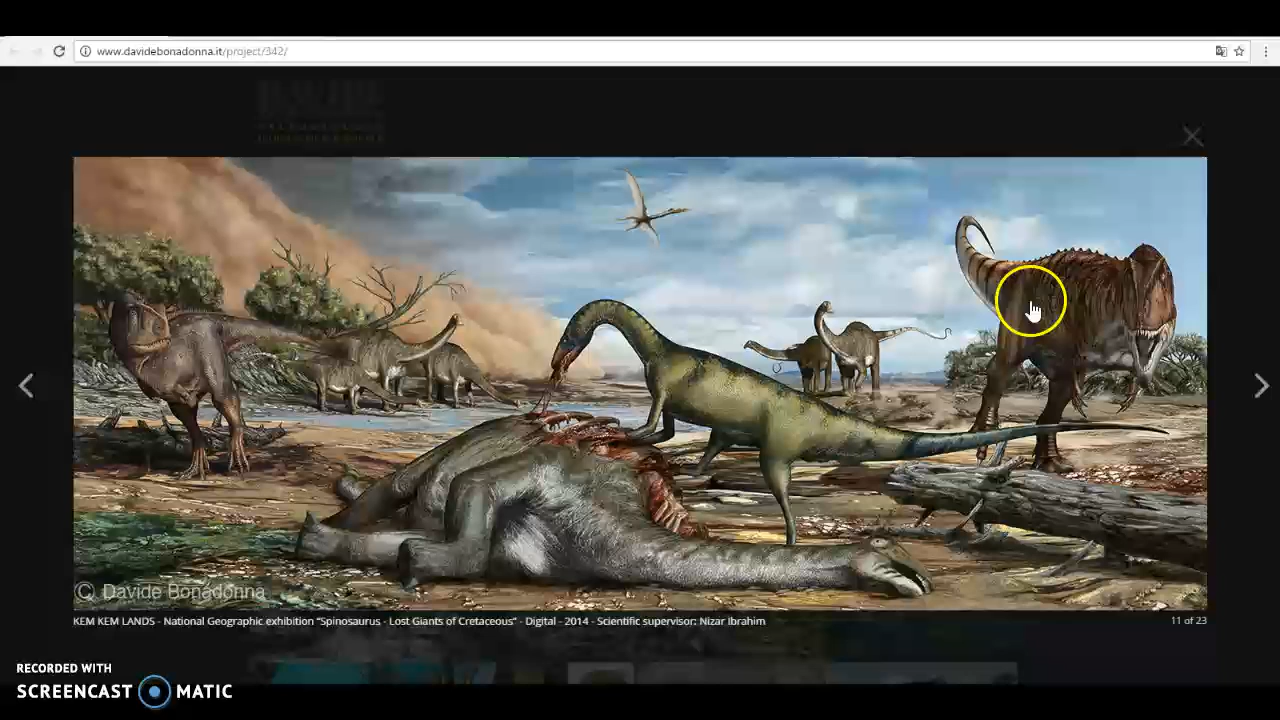 www.davidebonadonna.it/project/342/
© Davide Bonadonna
KEM KEM LANDS - National Geographic exhibition "Spinosaurus - Lost Giants of Cretaceous" - Digital - 2014 - Scientific supervisor: Nizar Ibrahim
11 of 23
RECORDED WITH
SCREENCAST MATIC